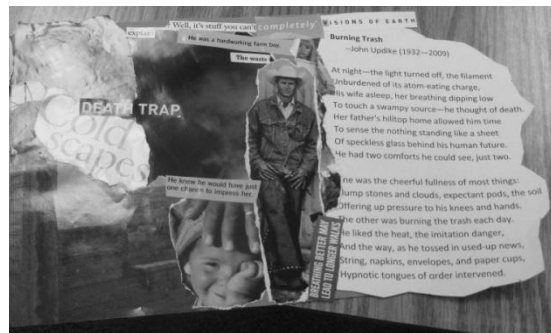 Well, it's stuff you can't completely
explain
He was a hardworking farm boy.
The waste
VISIONS OF EARTH
DEATH TRAP
Cold
scapes
He knew he would have just
one chance to impress her.
BREATHING BETTER MAY
LEAD TO LONGER WALKS
Burning Trash
--John Updike (1932—2009)
At night—the light turned off, the filament
Unburdened of its atom-eating charge,
His wife asleep, her breathing dipping low
To touch a swampy source—he thought of death.
Her father's hilltop home allowed him time
To sense the nothing standing like a sheet
Of speckless glass behind his human future.
He had two comforts he could see, just two.
One was the cheerful fullness of most things:
Plump stones and clouds, expectant pods, the soil
Offering up pressure to his knees and hands.
The other was burning the trash each day.
He liked the heat, the imitation danger,
And the way, as he tossed in used-up news,
String, napkins, envelopes, and paper cups,
Hypnotic tongues of order intervened.